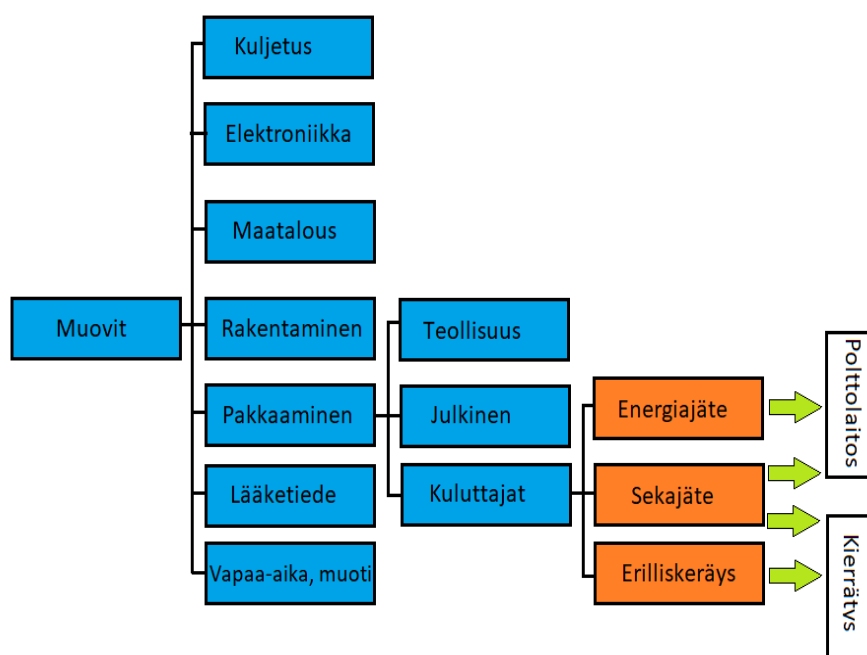 Kuljetus
Elektroniikka
Maatalous
Muovit
Rakentaminen
Pakkaaminen
Lääketiede
Vapaa-aika, muoti
Teollisuus
Julkinen
Kuluttajat
Energiajäte
Sekajäte
Erilliskeräys
Polttolaitos
Kierrätys